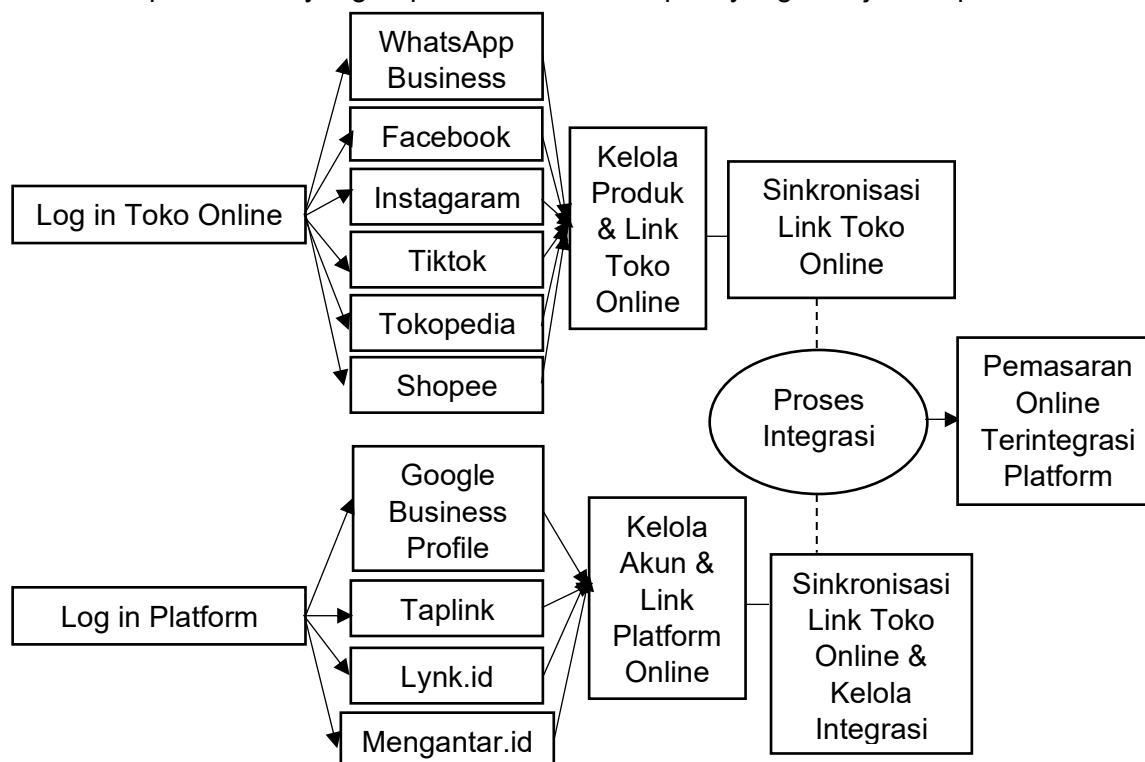 WhatsApp
Business
Facebook
Instagaram
Tiktok
Tokopedia
Shopee
Log in Toko Online
Kelola
Produk
& Link
Toko
Online
Sinkronisasi
Link Toko
Online
Proses
Integrasi
Pemasaran
Online
Terintegrasi
Platform
Google
Business
Profile
Taplink
Lynk.id
Mengantar.id
Log in Platform
Kelola
Akun &
Link
Platform
Online
Sinkronisasi
Link Toko
Online &
Kelola
Integrasi